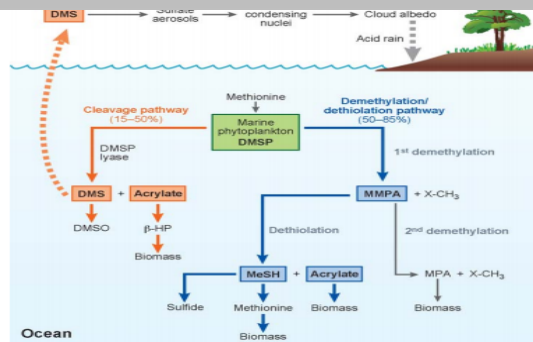 DMS
Sulfate
aerosols
condensing
nuclei
Cloud albedo
Acid rain
Methionine
Cleavage pathway
(15–50%)
Marine
phytoplankton
DMSP
Demethylation/
dethiolation pathway
(50–85%)
DMSP
lyase
1st demethylation
DMS + Acrylate
MMPA + X-CH₃
DMSO
β-HP
Dethiolation
2nd demethylation
Biomass
MeSH + Acrylate
MPA + X-CH₃
Sulfide
Methionine
Biomass
Biomass
Biomass
Ocean